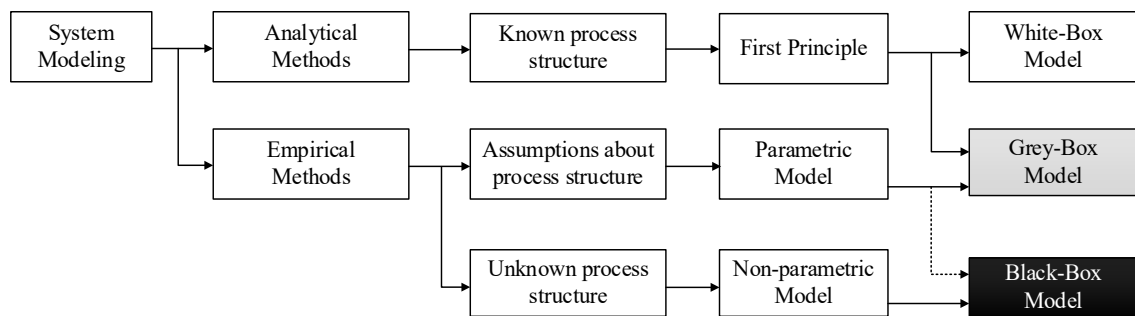 System
Modeling
Analytical
Methods
Known process
structure
First Principle
White-Box
Model
Empirical
Methods
Assumptions about
process structure
Parametric
Model
Grey-Box
Model
Unknown process
structure
Non-parametric
Model
Black-Box
Model